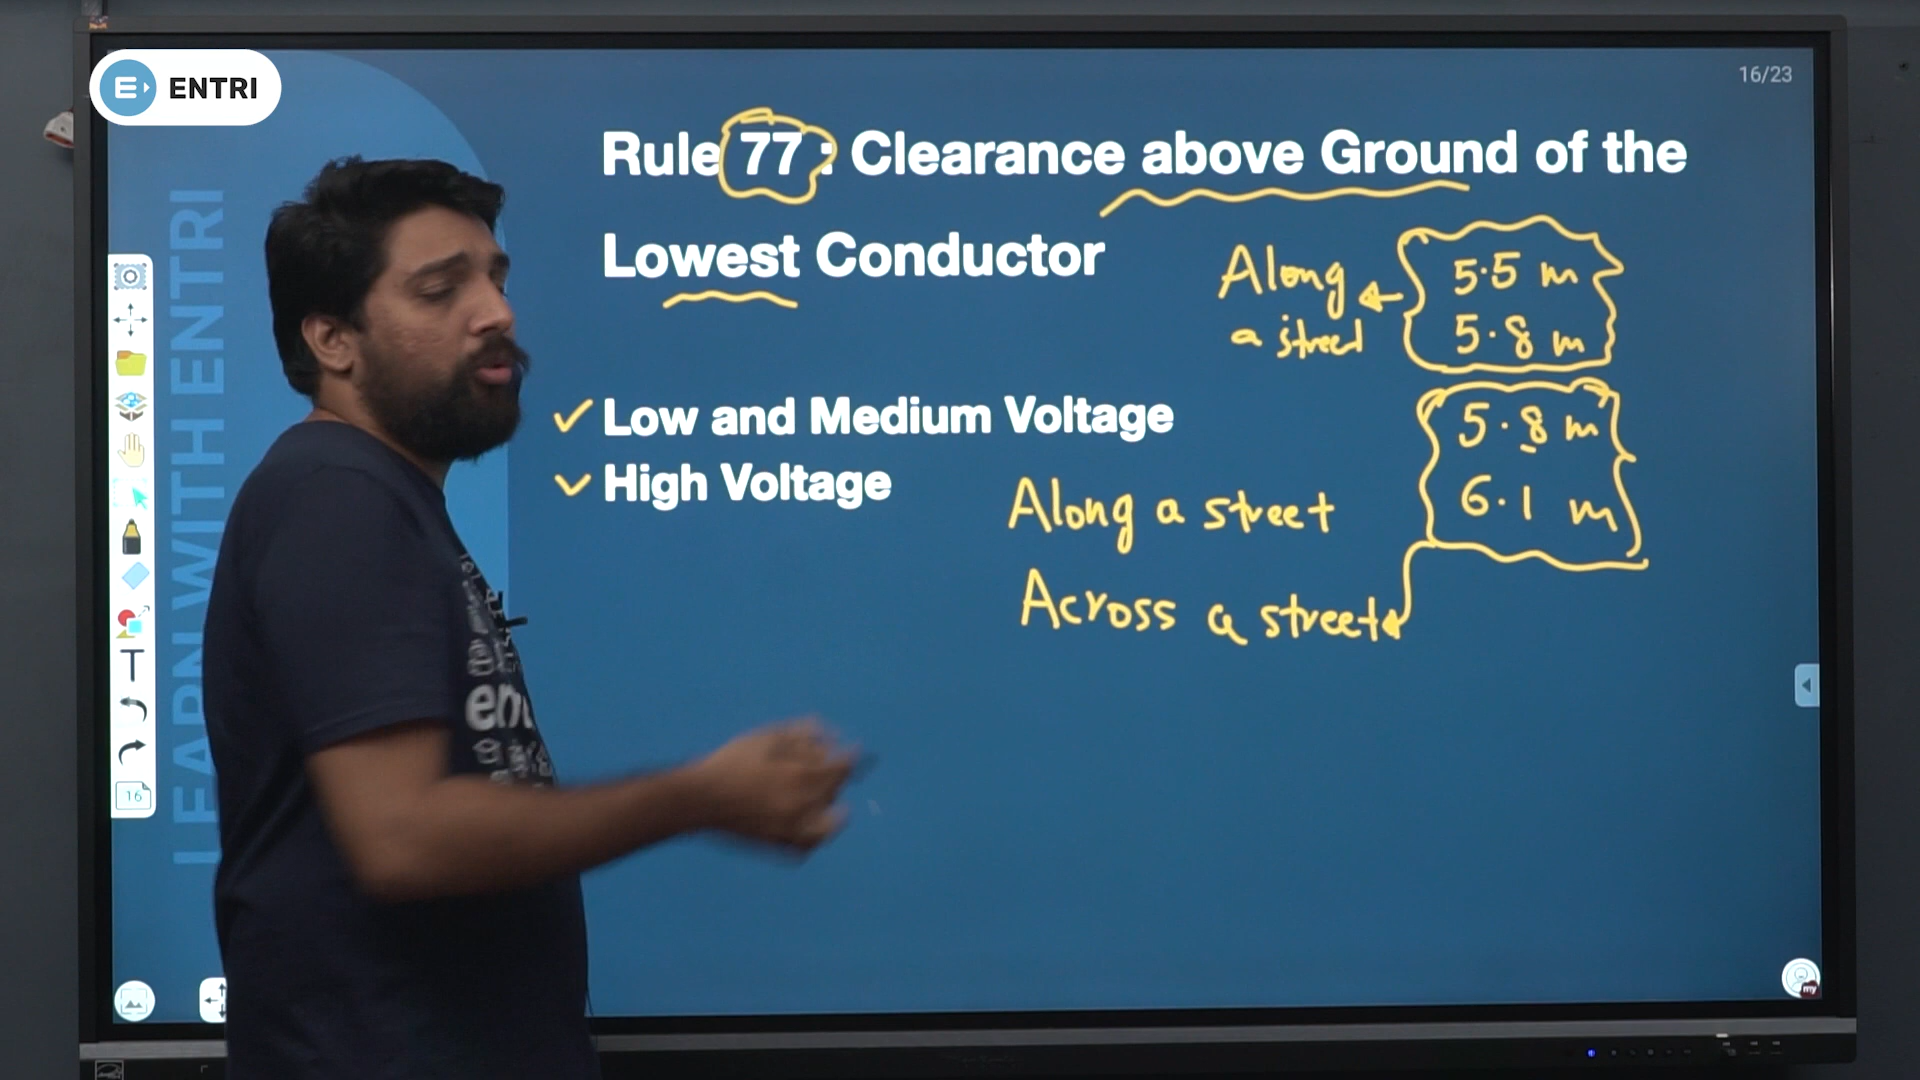 ENTRI
16/23
Rule 77 : Clearance above Ground of the
Lowest Conductor
Along
a street
5.5 m
5.8 m
✓ Low and Medium Voltage
5.8 m
✓ High Voltage
6.1 m
Along a street
Across a street
LEARN WITH ENTRI
T
16
my